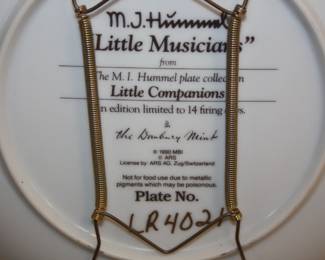 M.J.Hummel
Little Musicians”
from
The M. I. Hummel plate collection
Little Companions
an edition limited to 14 firing days.
the Danbury Mint
© 1990 MBI
© ARS
License by ARS AG, Zug/Switzerland
Not for food use due to metallic
pigments which may be poisonous.
Plate No.